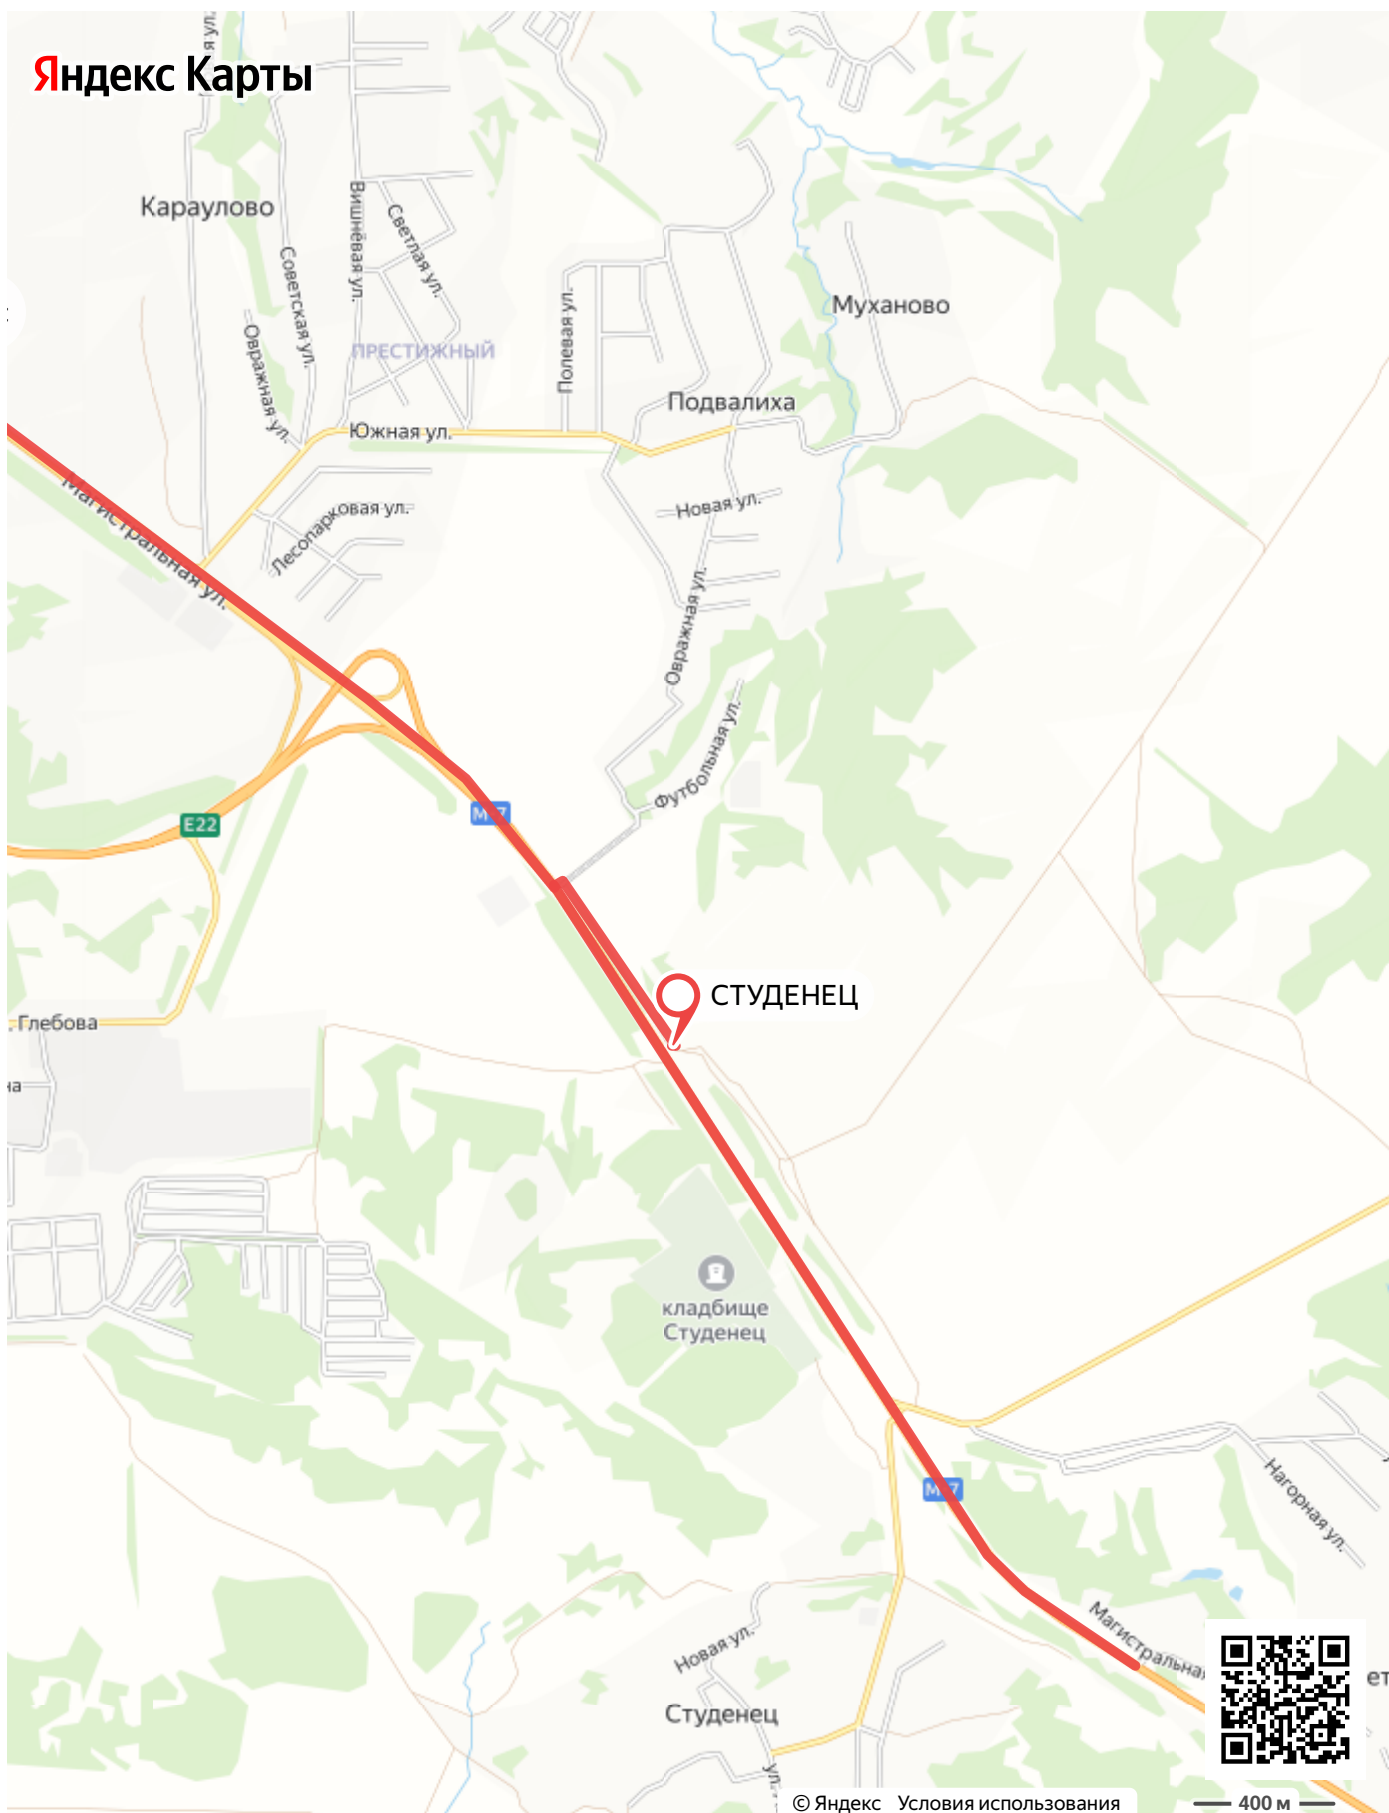 Яндекс Карты
Караулово
Вишнёвая ул.
Светлая ул.
Советская ул.
Овражная ул.
ПРЕСТИЖНЫЙ
Полевая ул.
Муханово
Подвалиха
Южная ул.
Магистральная ул.
Лесопарковая ул.
Новая ул.
Овражная ул.
Футбольная ул.
E22
СТУДЕНЕЦ
Глебова
кладбище
Студенец
Нагорная ул.
Магистральная
Новая ул.
Студенец
ул.
© Яндекс Условия использования
400 м